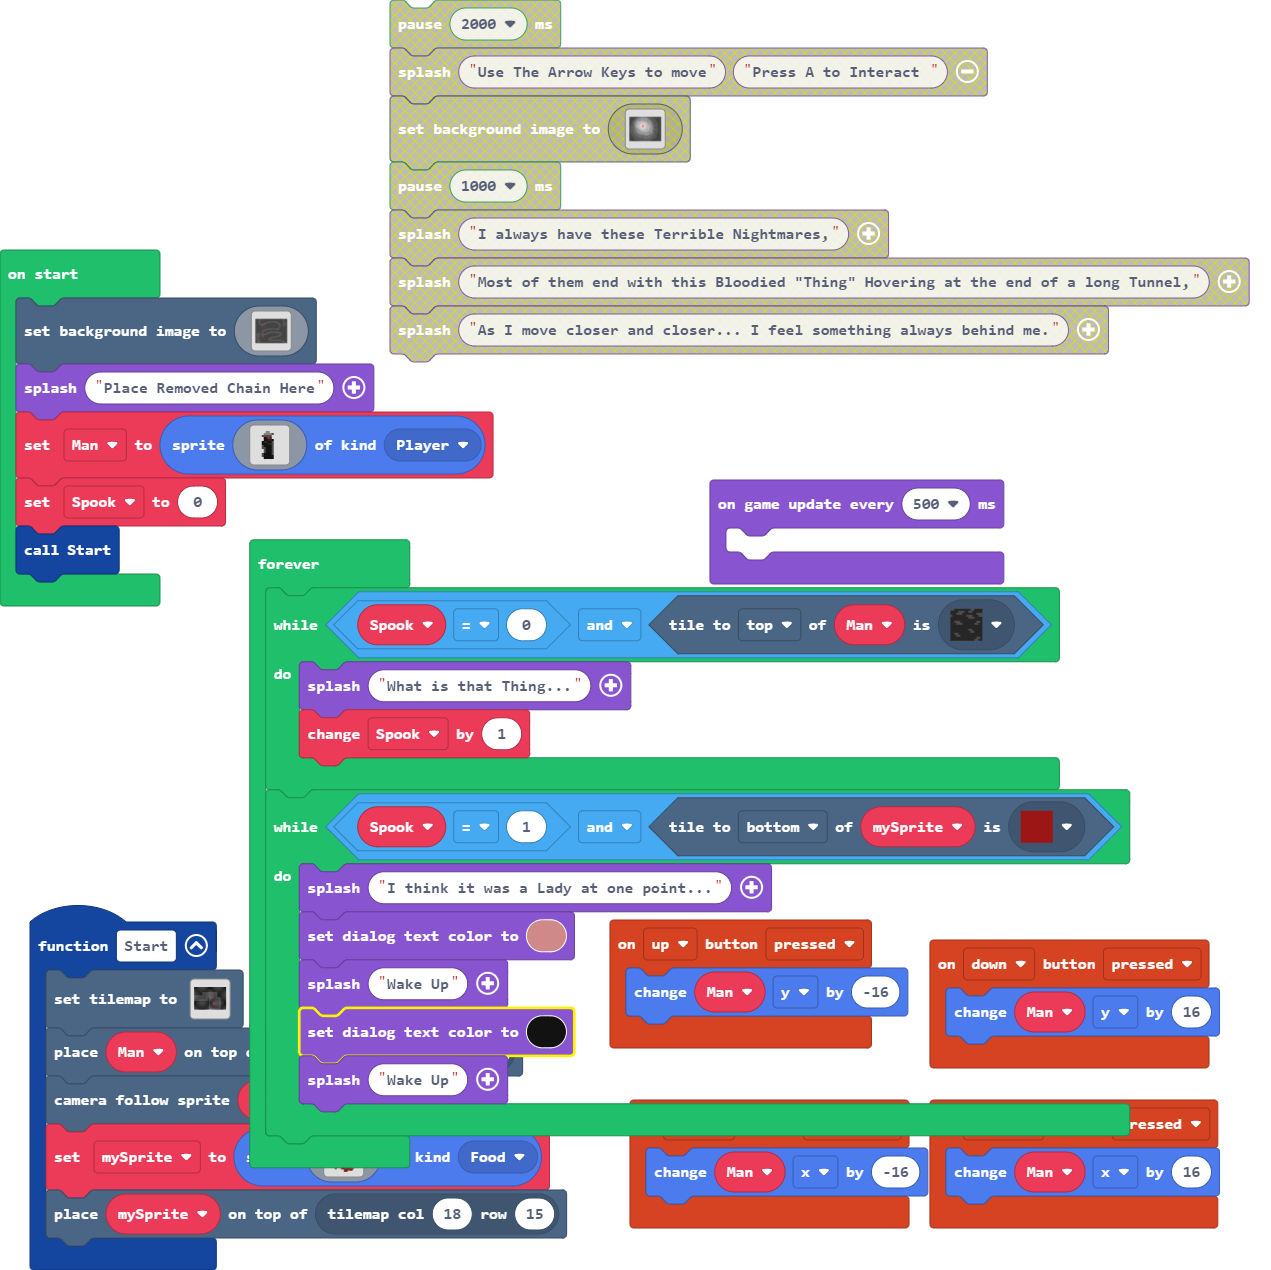 pause 2000 ms
splash "Use The Arrow Keys to move" "Press A to Interact "
set background image to
pause 1000 ms
splash "I always have these Terrible Nightmares,"
splash "Most of them end with this Bloodied "Thing" Hovering at the end of a long Tunnel,"
splash "As I move closer and closer... I feel something always behind me."
on start
set background image to
splash "Place Removed Chain Here"
set Man to sprite of kind Player
set Spook to 0
call Start
on game update every 500 ms
forever
while Spook = 0 and tile to top of Man is
do
splash "What is that Thing..."
change Spook by 1
while Spook = 1 and tile to bottom of mySprite is
do
splash "I think it was a Lady at one point..."
set dialog text color to
splash "Wake Up"
set dialog text color to
splash "Wake Up"
function Start
set tilemap to
place Man on top
camera follow sprite
set mySprite to kind Food
place mySprite on top of tilemap col 18 row 15
on up button pressed
change Man y by -16
on down button pressed
change Man y by 16
change Man x by -16
ressed
change Man x by 16